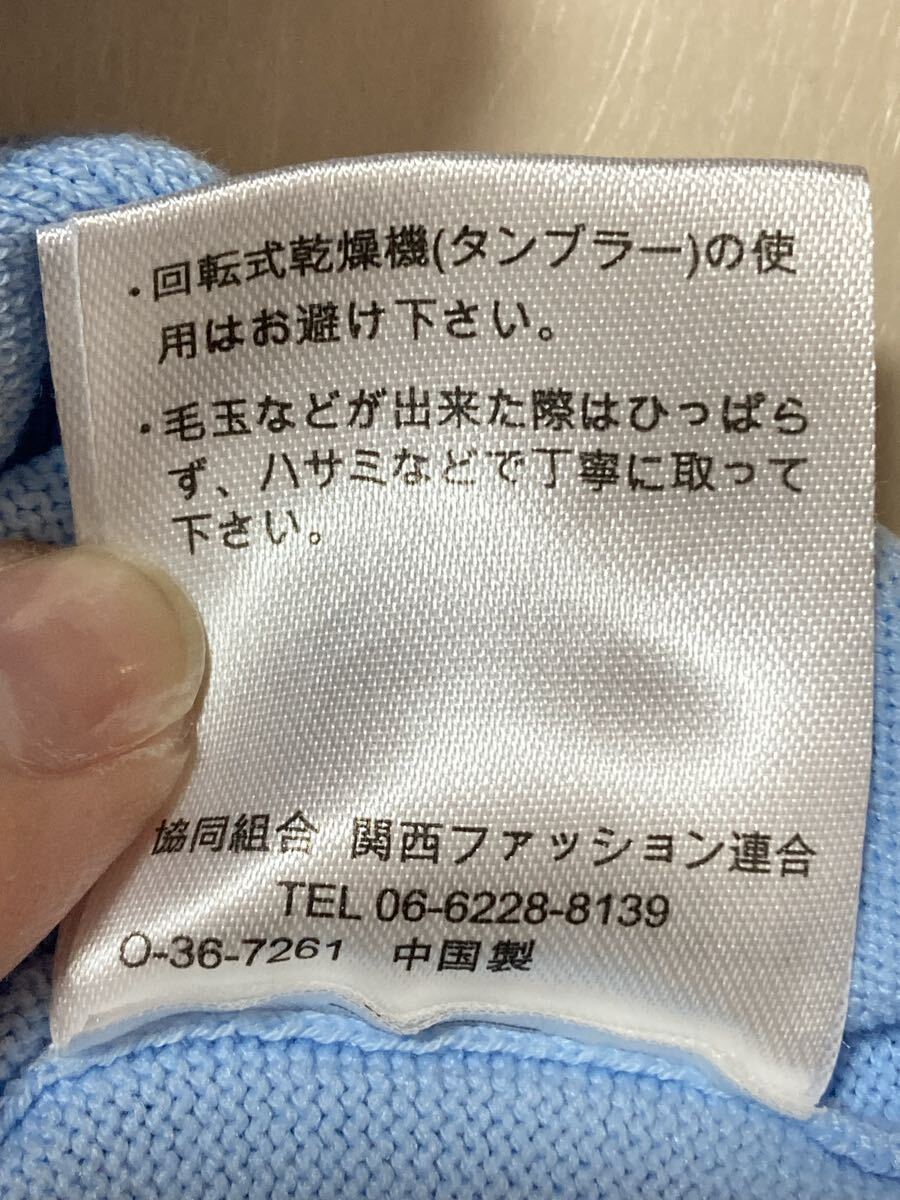 ・回転式乾燥機(タンブラー)の使
用はお避け下さい。
・毛玉などが出来た際はひっぱら
ず、ハサミなどで丁寧に取って
下さい。
協同組合 関西ファッション連合
TEL 06-6228-8139
O-36-7261 中国製